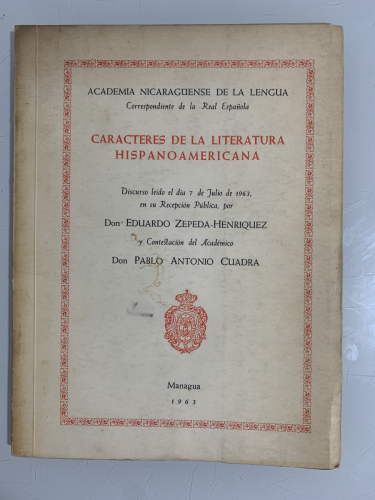 ACADEMIA NICARAGÜENSE DE LA LENGUA
Correspondiente de la Real Española
CARACTERES DE LA LITERATURA
HISPANOAMERICANA
Discurso leído el día 7 de Julio de 1963,
en su Recepción Pública, por
Don EDUARDO ZEPEDA-HENRIQUEZ
y Contestación del Académico
Don PABLO ANTONIO CUADRA
Managua
1963